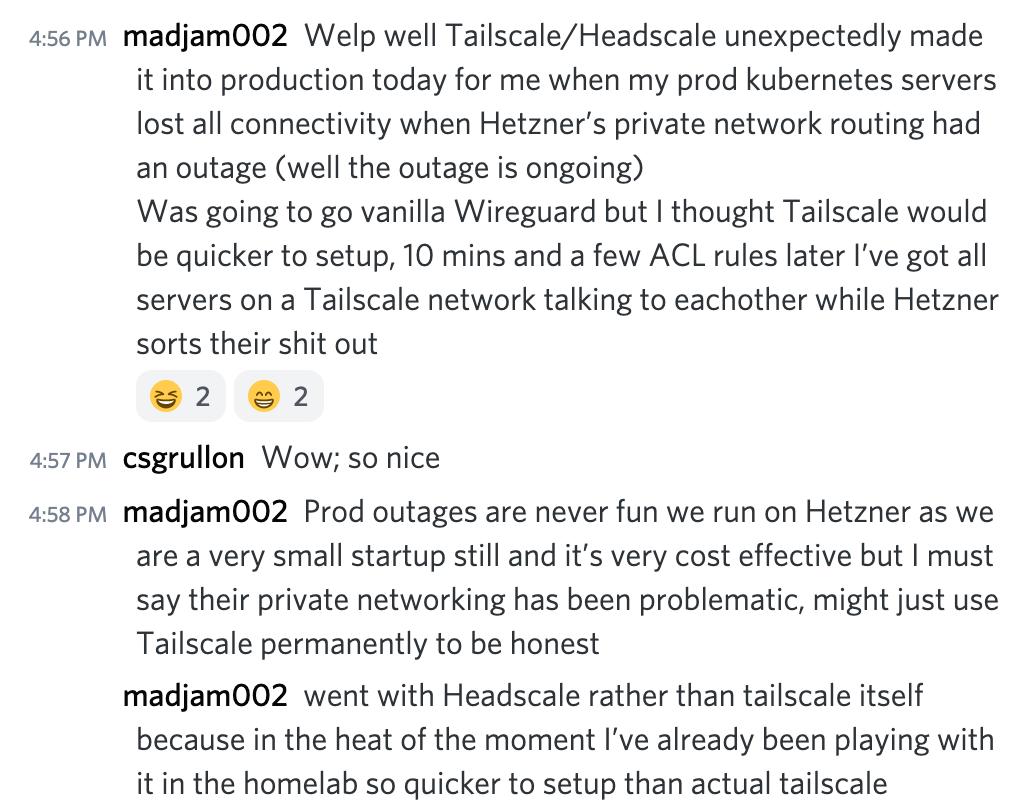 4:56 PM madjam002 Welp well Tailscale/Headscale unexpectedly made
it into production today for me when my prod kubernetes servers
lost all connectivity when Hetzner's private network routing had
an outage (well the outage is ongoing)
Was going to go vanilla Wireguard but I thought Tailscale would
be quicker to setup, 10 mins and a few ACL rules later I've got all
servers on a Tailscale network talking to eachother while Hetzner
sorts their shit out
😆 2 😁 2
4:57 PM csgrullon Wow; so nice
4:58 PM madjam002 Prod outages are never fun we run on Hetzner as we
are a very small startup still and it's very cost effective but I must
say their private networking has been problematic, might just use
Tailscale permanently to be honest
madjam002 went with Headscale rather than tailscale itself
because in the heat of the moment I've already been playing with
it in the homelab so quicker to setup than actual tailscale